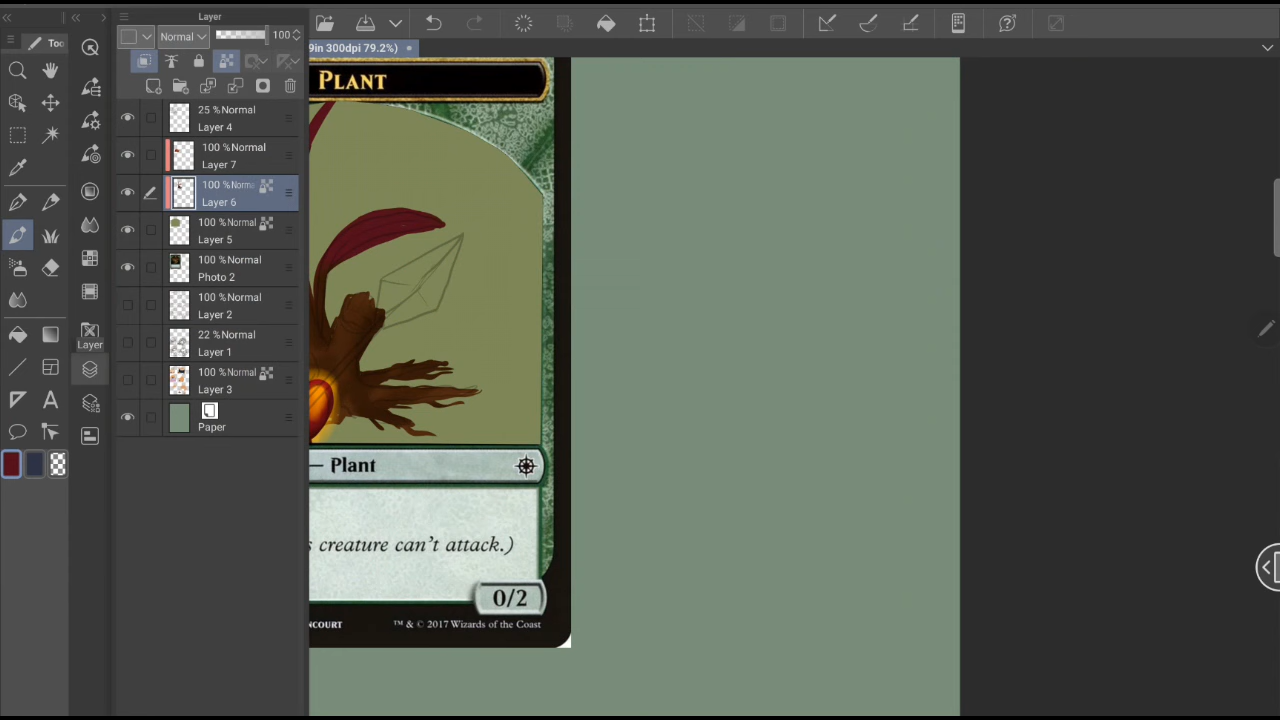 Layer
Too
Normal
100
9in 300dpi 79.2%)
25 %Normal
Layer 4
100 %Normal
Layer 7
100 %Norma
Layer 6
100 %Normal
Layer 5
100 %Normal
Photo 2
100 %Normal
Layer 2
22 %Normal
Layer 1
100 %Normal
Layer 3
Paper
Layer
A
PLANT
— Plant
s creature can't attack.)
0/2
NCOURT
™ & © 2017 Wizards of the Coast